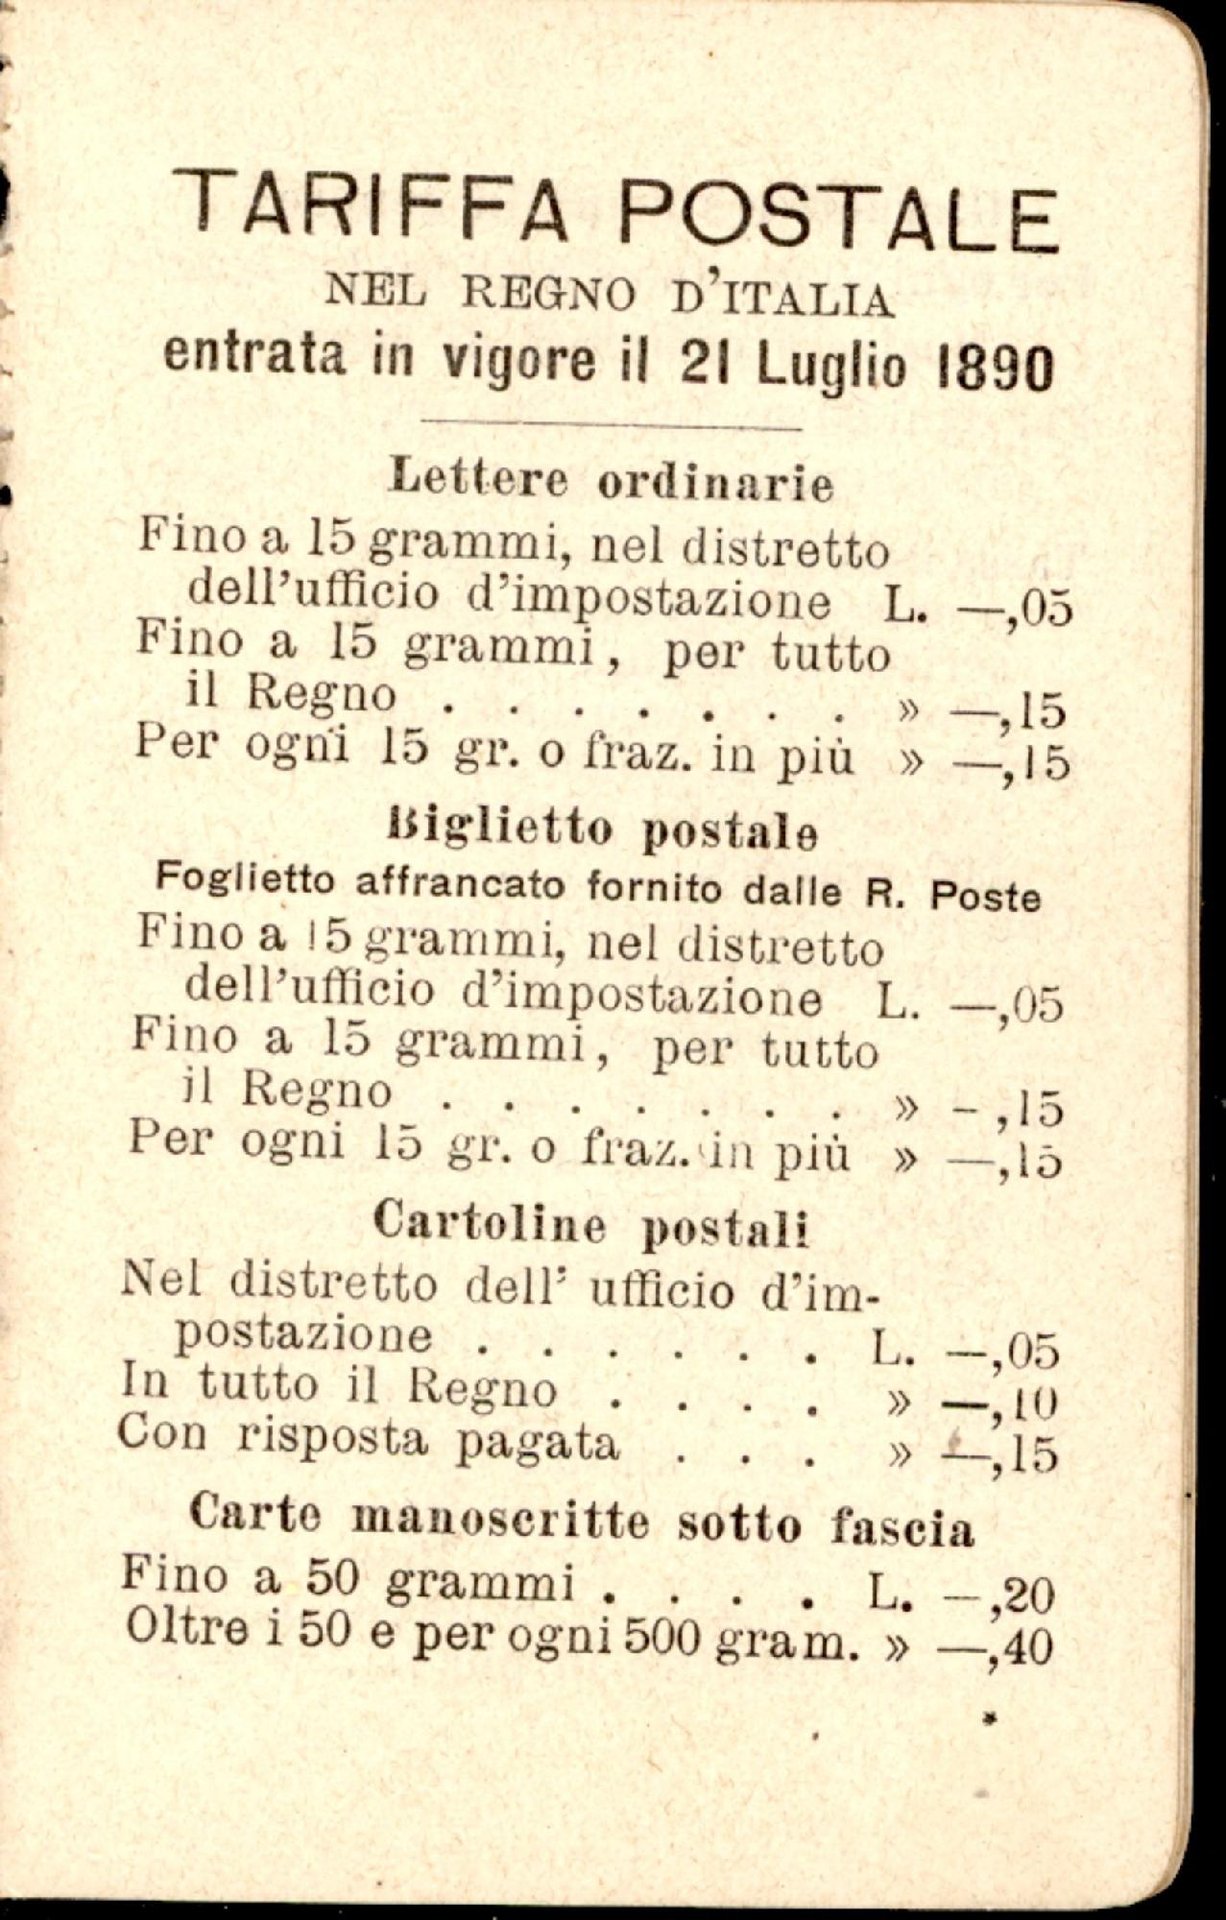 TARIFFA POSTALE
NEL REGNO D'ITALIA
entrata in vigore il 21 Luglio 1890
Lettere ordinarie
Fino a 15 grammi, nel distretto
dell'ufficio d'impostazione L. —,05
Fino a 15 grammi, per tutto
il Regno . . . . . . . » —,15
Per ogni 15 gr. o fraz. in più » —,15
Biglietto postale
Foglietto affrancato fornito dalle R. Poste
Fino a 15 grammi, nel distretto
dell'ufficio d'impostazione L. —,05
Fino a 15 grammi, per tutto
il Regno . . . . . . . » -,15
Per ogni 15 gr. o fraz. in più » —,15
Cartoline postali
Nel distretto dell' ufficio d'im-
postazione . . . . . . L. —,05
In tutto il Regno . . . . » —,10
Con risposta pagata . . . » —,15
Carte manoscritte sotto fascia
Fino a 50 grammi . . . . L. —,20
Oltre i 50 e per ogni 500 gram. » —,40